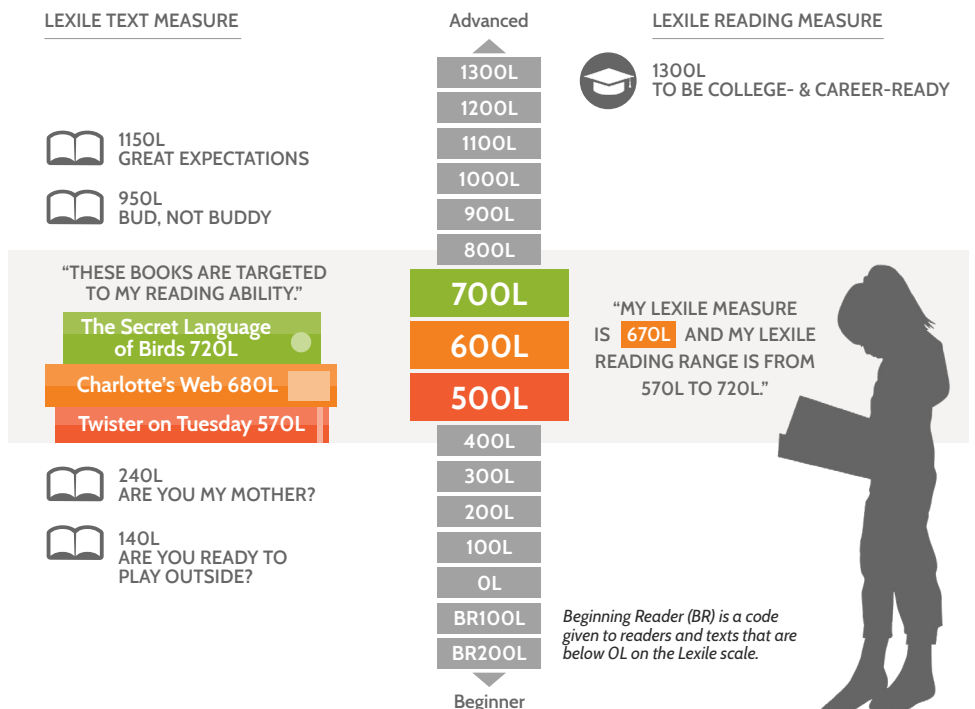 LEXILE TEXT MEASURE
1150L
GREAT EXPECTATIONS
950L
BUD, NOT BUDDY
“THESE BOOKS ARE TARGETED
TO MY READING ABILITY.”
The Secret Language
of Birds 720L
Charlotte’s Web 680L
Twister on Tuesday 570L
240L
ARE YOU MY MOTHER?
140L
ARE YOU READY TO
PLAY OUTSIDE?
Advanced
1300L
1200L
1100L
1000L
900L
800L
700L
600L
500L
400L
300L
200L
100L
0L
BR100L
BR200L
Beginner
LEXILE READING MEASURE
1300L
TO BE COLLEGE- & CAREER-READY
“MY LEXILE MEASURE
IS 670L AND MY LEXILE
READING RANGE IS FROM
570L TO 720L.”
Beginning Reader (BR) is a code
given to readers and texts that are
below 0L on the Lexile scale.